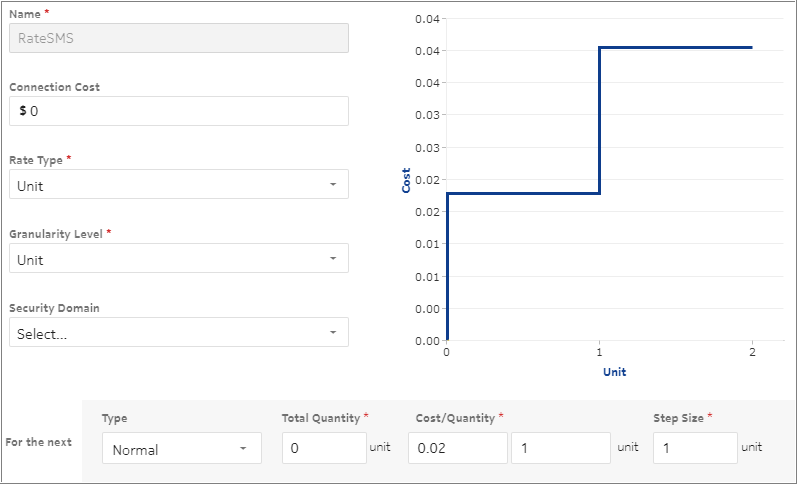 Name *
RateSMS
Connection Cost
$ 0
Rate Type *
Unit
Granularity Level *
Unit
Security Domain
Select...
0.04
0.04
0.04
0.03
0.03
0.02
0.02
0.01
0.01
0.00
0.00
Cost
0 1 2
Unit
For the next
Type
Normal
Total Quantity *
0 unit
Cost/Quantity *
0.02 1 unit
Step Size *
1 unit